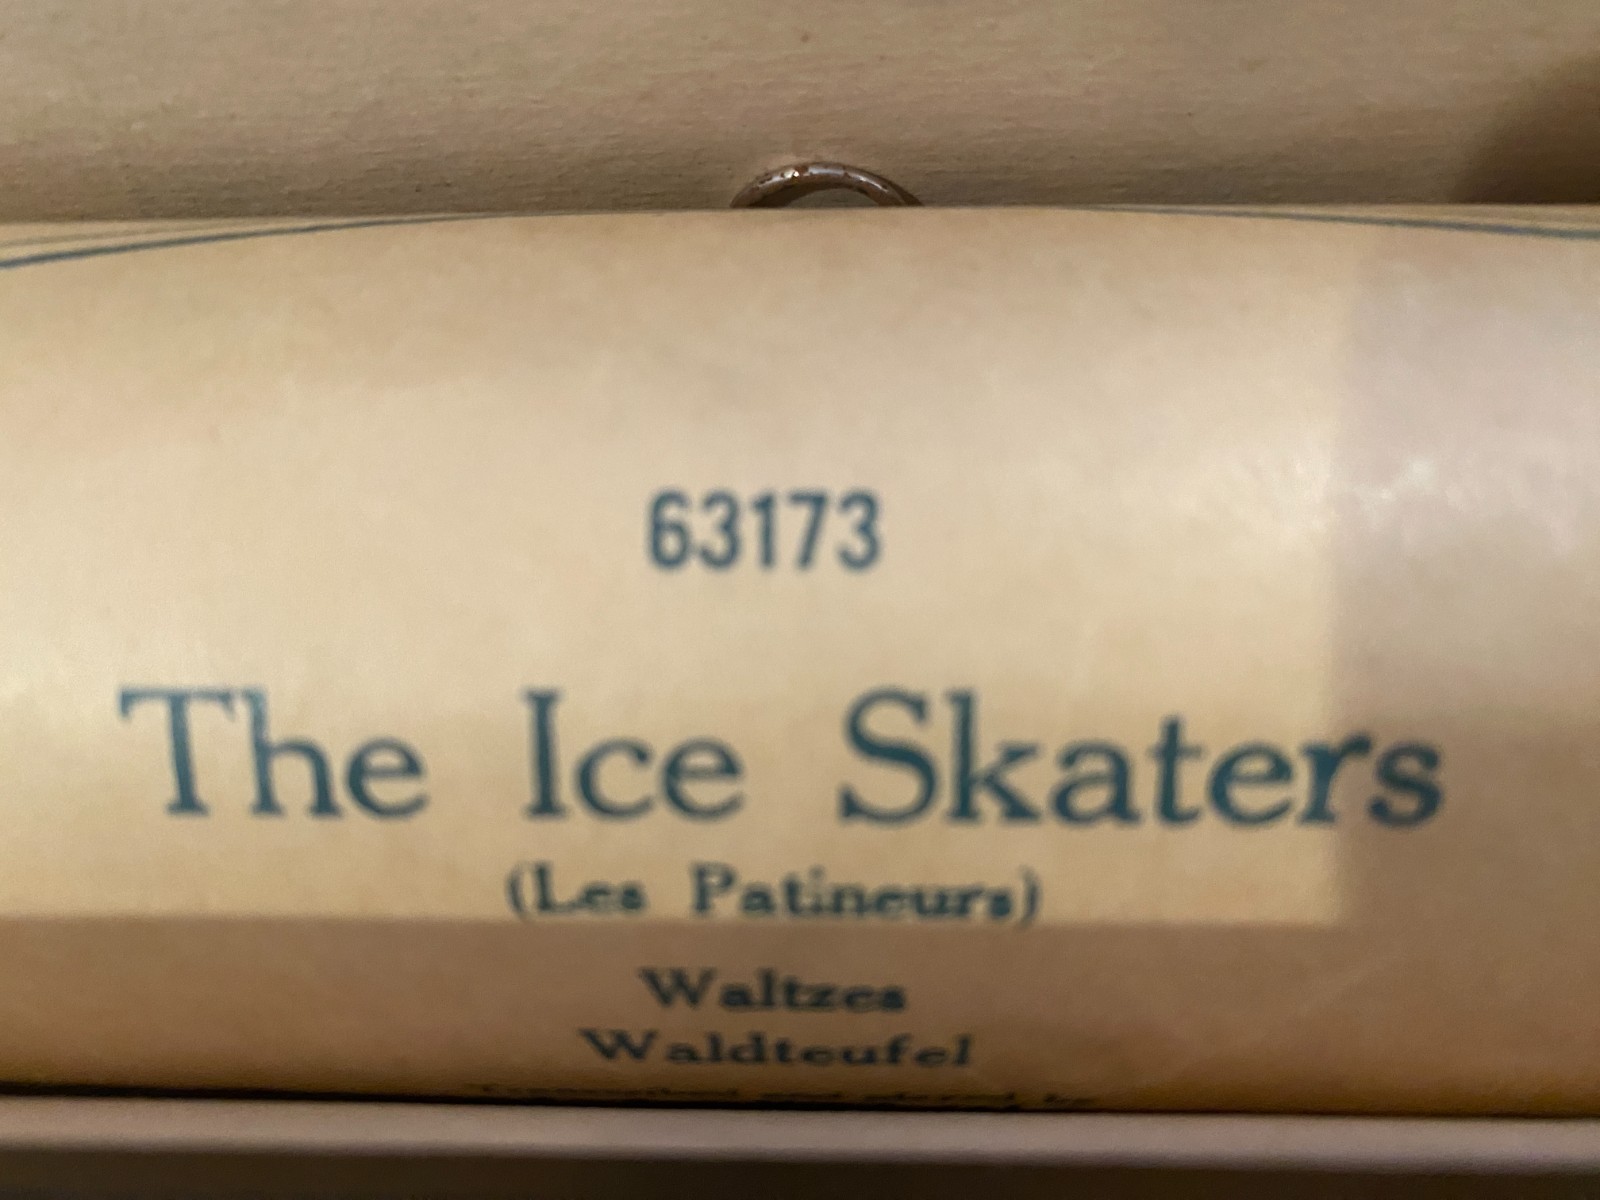 63173
The Ice Skaters
(Les Patineurs)
Waltzes
Waldteufel